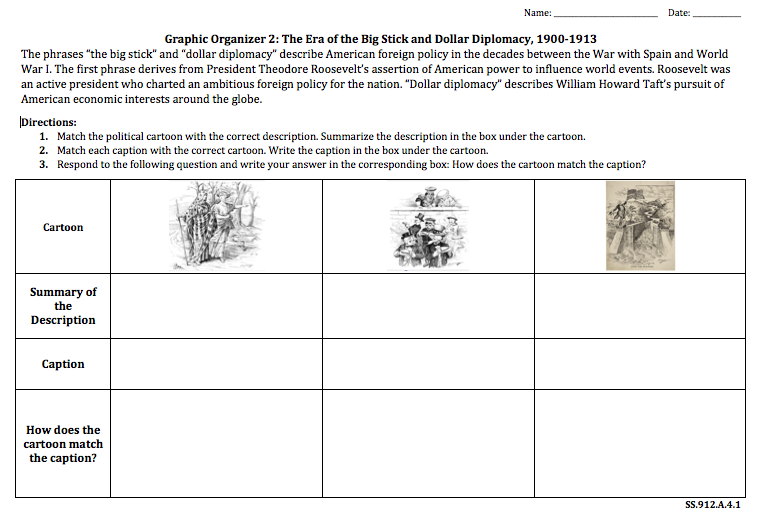 Name: ______________________ Date: __________
Graphic Organizer 2: The Era of the Big Stick and Dollar Diplomacy, 1900-1913
The phrases “the big stick” and “dollar diplomacy” describe American foreign policy in the decades between the War with Spain and World
War I. The first phrase derives from President Theodore Roosevelt’s assertion of American power to influence world events. Roosevelt was
an active president who charted an ambitious foreign policy for the nation. “Dollar diplomacy” describes William Howard Taft’s pursuit of
American economic interests around the globe.
Directions:
1. Match the political cartoon with the correct description. Summarize the description in the box under the cartoon.
2. Match each caption with the correct cartoon. Write the caption in the box under the cartoon.
3. Respond to the following question and write your answer in the corresponding box: How does the cartoon match the caption?
Cartoon
Summary of
the
Description
Caption
How does the
cartoon match
the caption?
SS.912.A.4.1